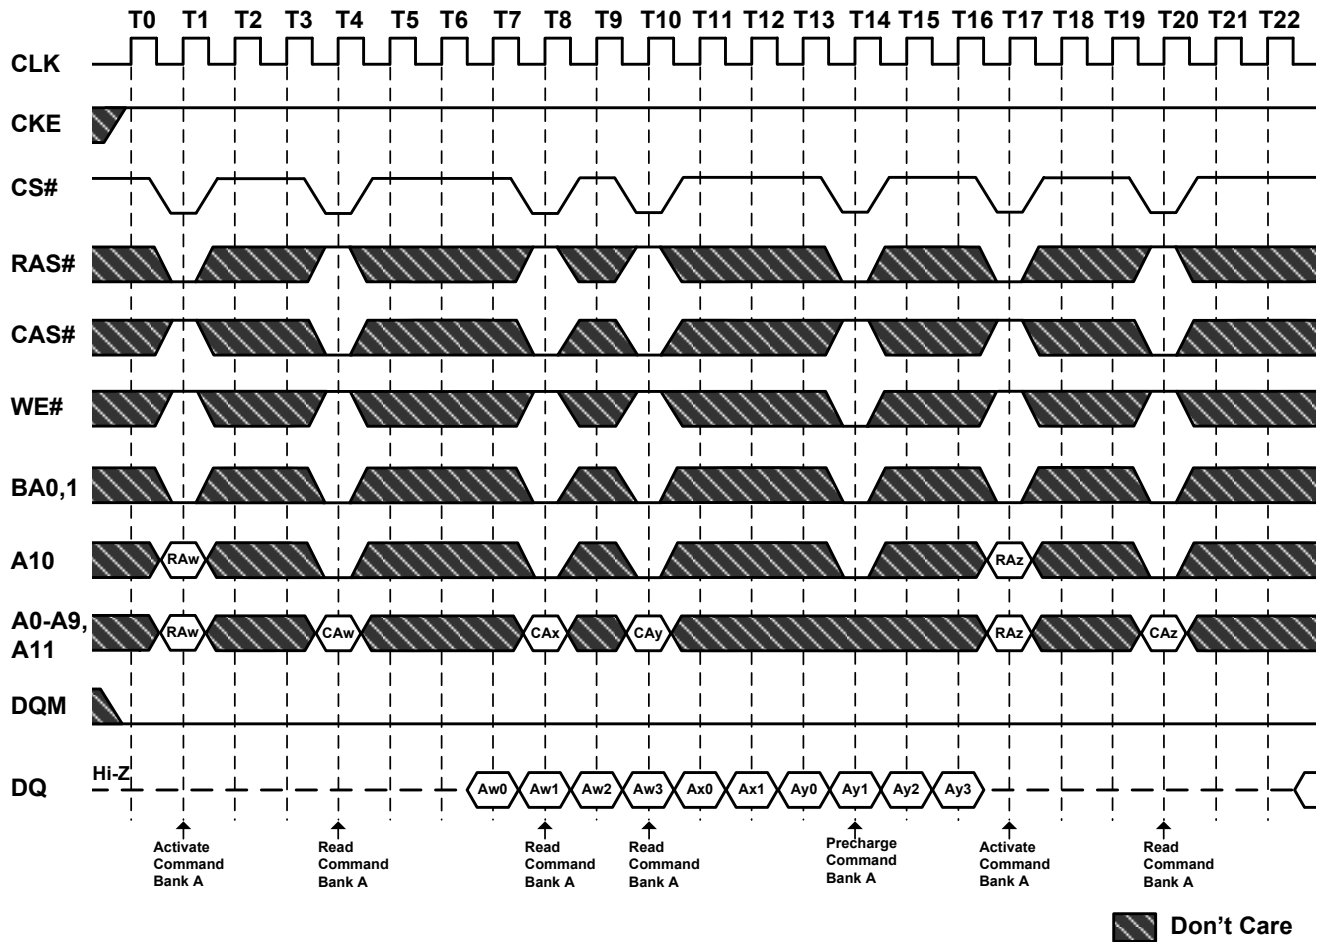 T0 T1 T2 T3 T4 T5 T6 T7 T8 T9 T10 T11 T12 T13 T14 T15 T16 T17 T18 T19 T20 T21 T22
CLK
CKE
CS#
RAS#
CAS#
WE#
BA0,1
A10 RAw RAz
A0-A9,
A11 RAw CAw CAx CAy RAz CAz
DQM
Hi-Z
DQ Aw0 Aw1 Aw2 Aw3 Ax0 Ax1 Ay0 Ay1 Ay2 Ay3
Activate
Command
Bank A
Read
Command
Bank A
Read
Command
Bank A
Read
Command
Bank A
Precharge
Command
Bank A
Activate
Command
Bank A
Read
Command
Bank A
Don't Care